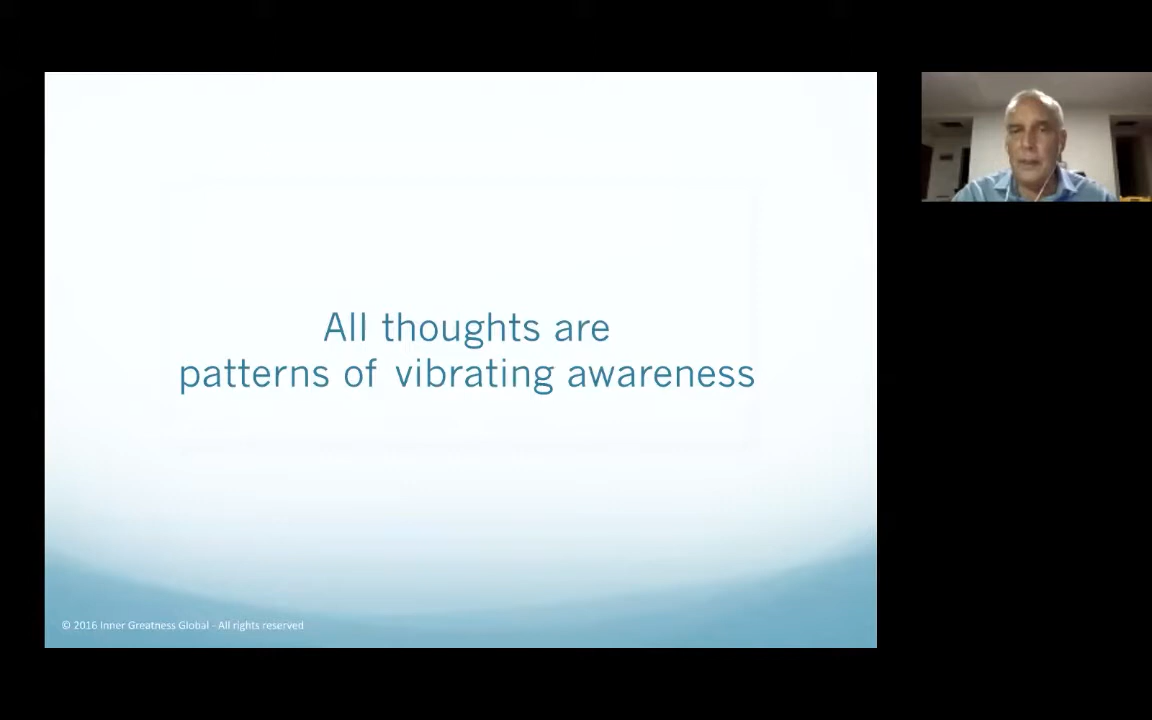 All thoughts are
patterns of vibrating awareness
© 2016 Inner Greatness Global - All rights reserved